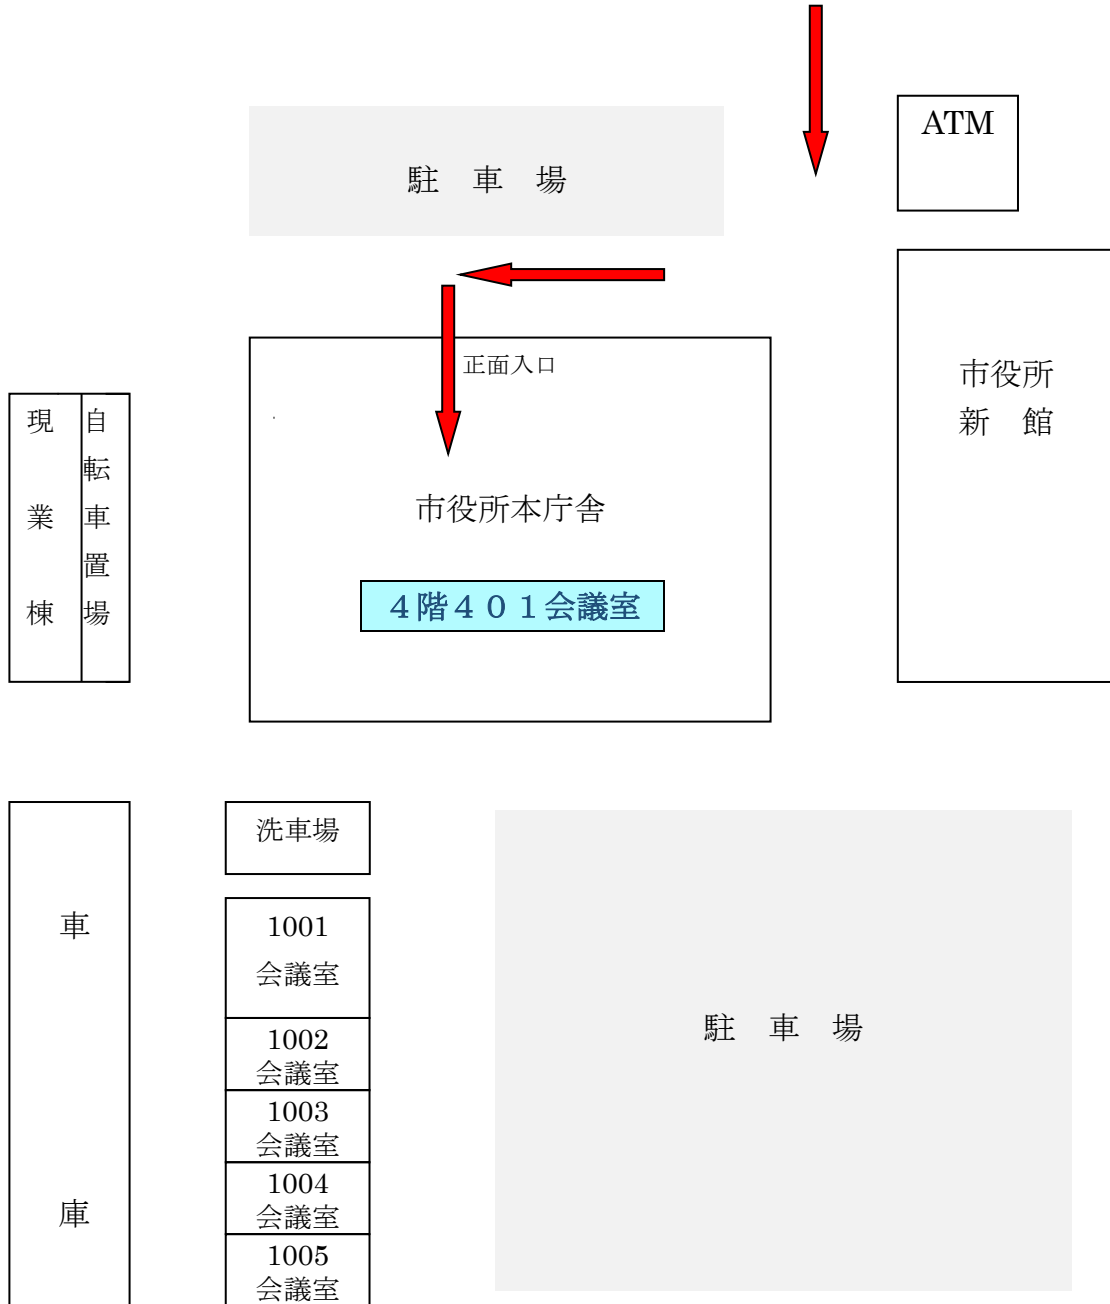 ATM
駐 車 場
正面入口
市役所
新 館
現業棟
自転車置場
市役所本庁舎
4階401会議室
洗車場
車庫
1001
会議室
1002
会議室
1003
会議室
1004
会議室
1005
会議室
駐 車 場